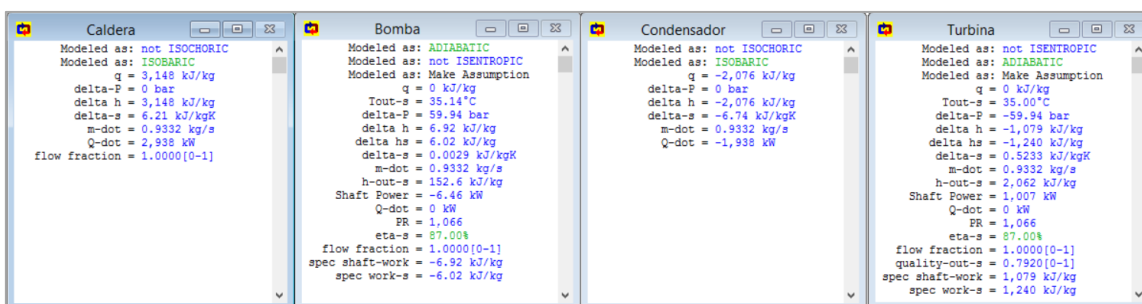 Caldera
Modeled as: not ISOCHORIC
Modeled as: ISOBARIC
q = 3,148 kJ/kg
delta-P = 0 bar
delta h = 3,148 kJ/kg
delta-s = 6.21 kJ/kgK
m-dot = 0.9332 kg/s
Q-dot = 2,938 kW
flow fraction = 1.0000[0-1]
Bomba
Modeled as: ADIABATIC
Modeled as: not ISENTROPIC
Modeled as: Make Assumption
q = 0 kJ/kg
Tout-s = 35.14°C
delta-P = 59.94 bar
delta h = 6.92 kJ/kg
delta hs = 6.02 kJ/kg
delta-s = 0.0029 kJ/kgK
m-dot = 0.9332 kg/s
h-out-s = 152.6 kJ/kg
Shaft Power = -6.46 kW
Q-dot = 0 kW
PR = 1,066
eta-s = 87.00%
flow fraction = 1.0000[0-1]
spec shaft-work = -6.92 kJ/kg
spec work-s = -6.02 kJ/kg
Condensador
Modeled as: not ISOCHORIC
Modeled as: ISOBARIC
q = -2,076 kJ/kg
delta-P = 0 bar
delta h = -2,076 kJ/kg
delta-s = -6.74 kJ/kgK
m-dot = 0.9332 kg/s
Q-dot = -1,938 kW
Turbina
Modeled as: not ISENTROPIC
Modeled as: ADIABATIC
Modeled as: Make Assumption
q = 0 kJ/kg
Tout-s = 35.00°C
delta-P = -59.94 bar
delta h = -1,079 kJ/kg
delta hs = -1,240 kJ/kg
delta-s = 0.5233 kJ/kgK
m-dot = 0.9332 kg/s
h-out-s = 2,062 kJ/kg
Shaft Power = 1,007 kW
Q-dot = 0 kW
PR = 1,066
eta-s = 87.00%
flow fraction = 1.0000[0-1]
quality-out-s = 0.7920[0-1]
spec shaft-work = 1,079 kJ/kg
spec work-s = 1,240 kJ/kg